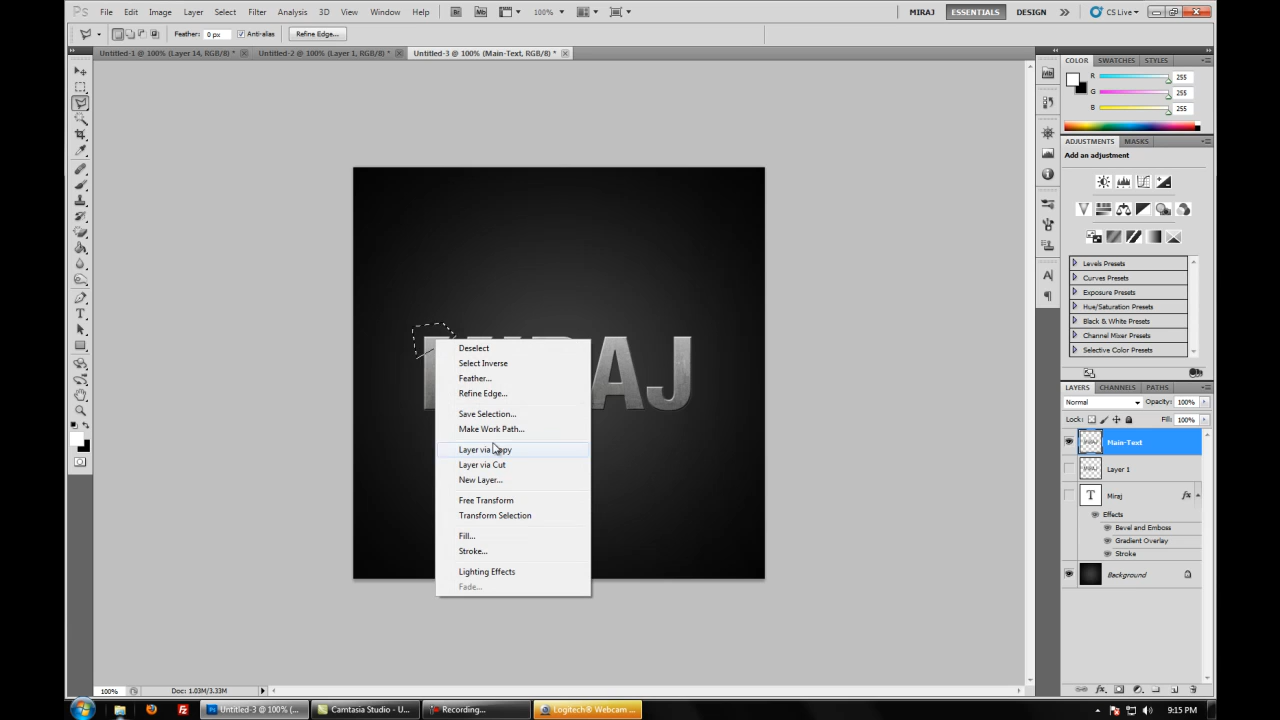 Ps File Edit Image Layer Select Filter Analysis 3D View Window Help Br Mb 100% MIRAJ ESSENTIALS DESIGN CS Live
Feather: 0 px Anti-alias Refine Edge...
Untitled-1 @ 100% (Layer 14, RGB/8) * Untitled-2 @ 100% (Layer 1, RGB/8) * Untitled-3 @ 100% (Main-Text, RGB/8) *
COLOR SWATCHES STYLES
R 255
G 255
B 255
ADJUSTMENTS MASKS
Add an adjustment
Levels Presets
Curves Presets
Exposure Presets
Hue/Saturation Presets
Black & White Presets
Channel Mixer Presets
Selective Color Presets
RAJ
Deselect
Select Inverse
Feather...
Refine Edge...
Save Selection...
Make Work Path...
Layer via Copy
Layer via Cut
New Layer...
Free Transform
Transform Selection
Fill...
Stroke...
Lighting Effects
Fade...
LAYERS CHANNELS PATHS
Normal Opacity: 100%
Lock: Fill: 100%
Main-Text
Layer 1
T Miraj fx
Effects
Bevel and Emboss
Gradient Overlay
Stroke
Background
100% Doc: 1.03M/3.33M
Untitled-3 @ 100% (... Camtasia Studio - U... Recording... Logitech® Webcam ... 9:15 PM